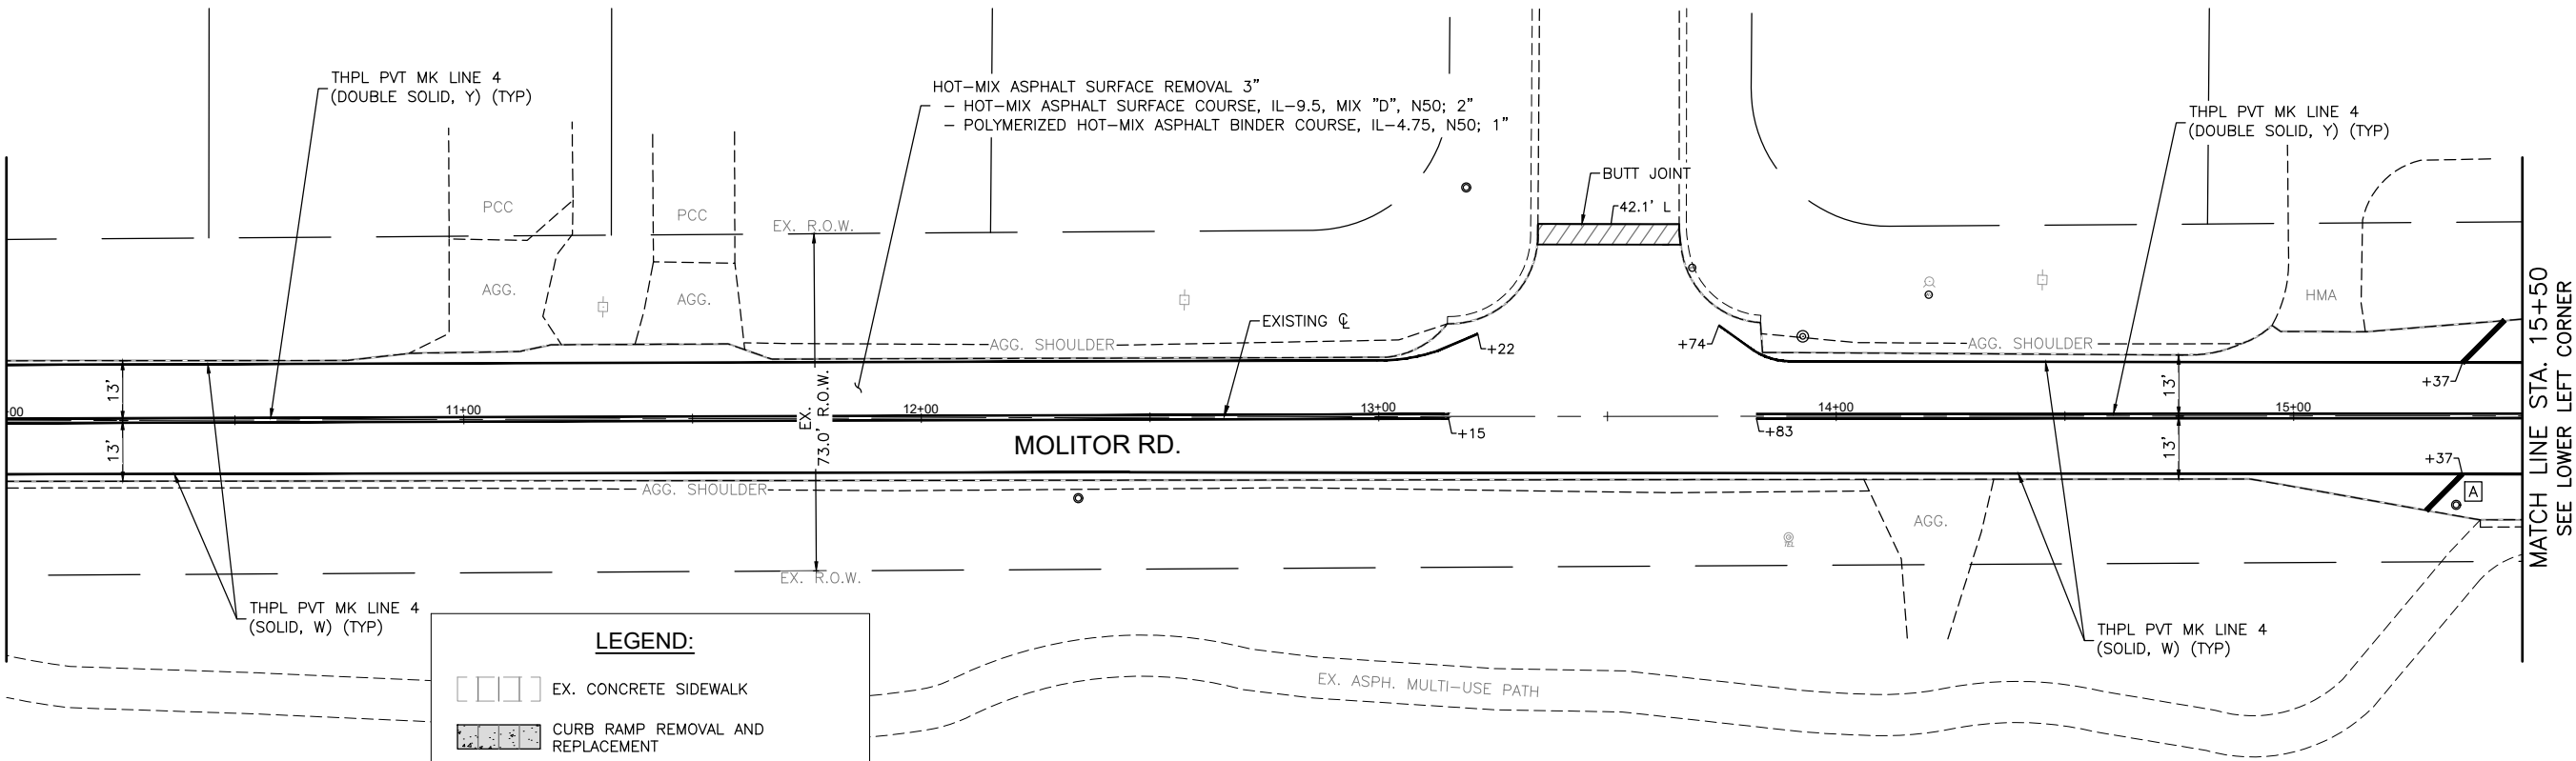 THPL PVT MK LINE 4
(DOUBLE SOLID, Y) (TYP)
HOT-MIX ASPHALT SURFACE REMOVAL 3"
- HOT-MIX ASPHALT SURFACE COURSE, IL-9.5, MIX "D", N50; 2"
- POLYMERIZED HOT-MIX ASPHALT BINDER COURSE, IL-4.75, N50; 1"
THPL PVT MK LINE 4
(DOUBLE SOLID, Y) (TYP)
BUTT JOINT
42.1' L
PCC
PCC
EX. R.O.W.
AGG.
AGG.
HMA
EXISTING ℄
AGG. SHOULDER
+22
+74
AGG. SHOULDER
+37
13'
13'
EX.
73.0' R.O.W.
00
11+00
12+00
13+00
14+00
15+00
+15
+83
MOLITOR RD.
13'
13'
+37
A
AGG. SHOULDER
AGG.
EX. R.O.W.
MATCH LINE STA. 15+50
SEE LOWER LEFT CORNER
THPL PVT MK LINE 4
(SOLID, W) (TYP)
THPL PVT MK LINE 4
(SOLID, W) (TYP)
EX. ASPH. MULTI-USE PATH
LEGEND:
EX. CONCRETE SIDEWALK
CURB RAMP REMOVAL AND
REPLACEMENT